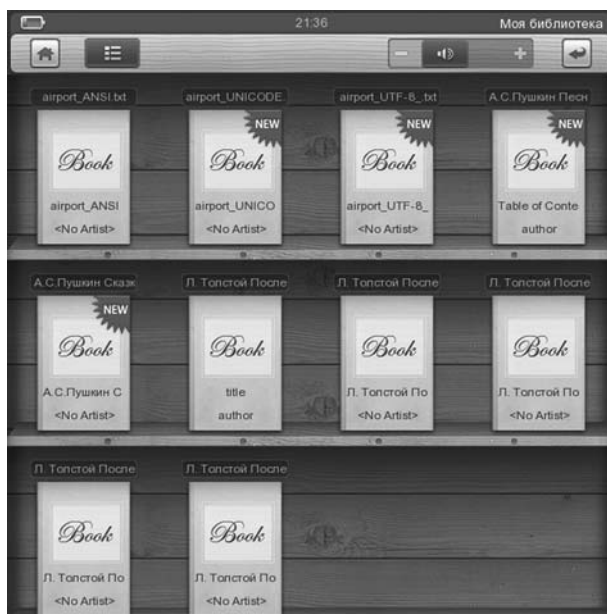 21:36
Моя библиотека
airport_ANSI.txt
airport_UNICODE
airport_UTF-8_.txt
А.С.Пушкин Песн
Book
NEW
Book
NEW
Book
NEW
Book
airport_ANSI
airport_UNICO
airport_UTF-8_
Table of Conte
<No Artist>
<No Artist>
<No Artist>
author
А.С.Пушкин Сказк
Л. Толстой После
Л. Толстой После
Л. Толстой После
NEW
Book
Book
Book
Book
А.С.Пушкин С
title
Л. Толстой По
Л. Толстой По
<No Artist>
author
<No Artist>
<No Artist>
Л. Толстой После
Л. Толстой После
Book
Book
Л. Толстой По
Л. Толстой По
<No Artist>
<No Artist>